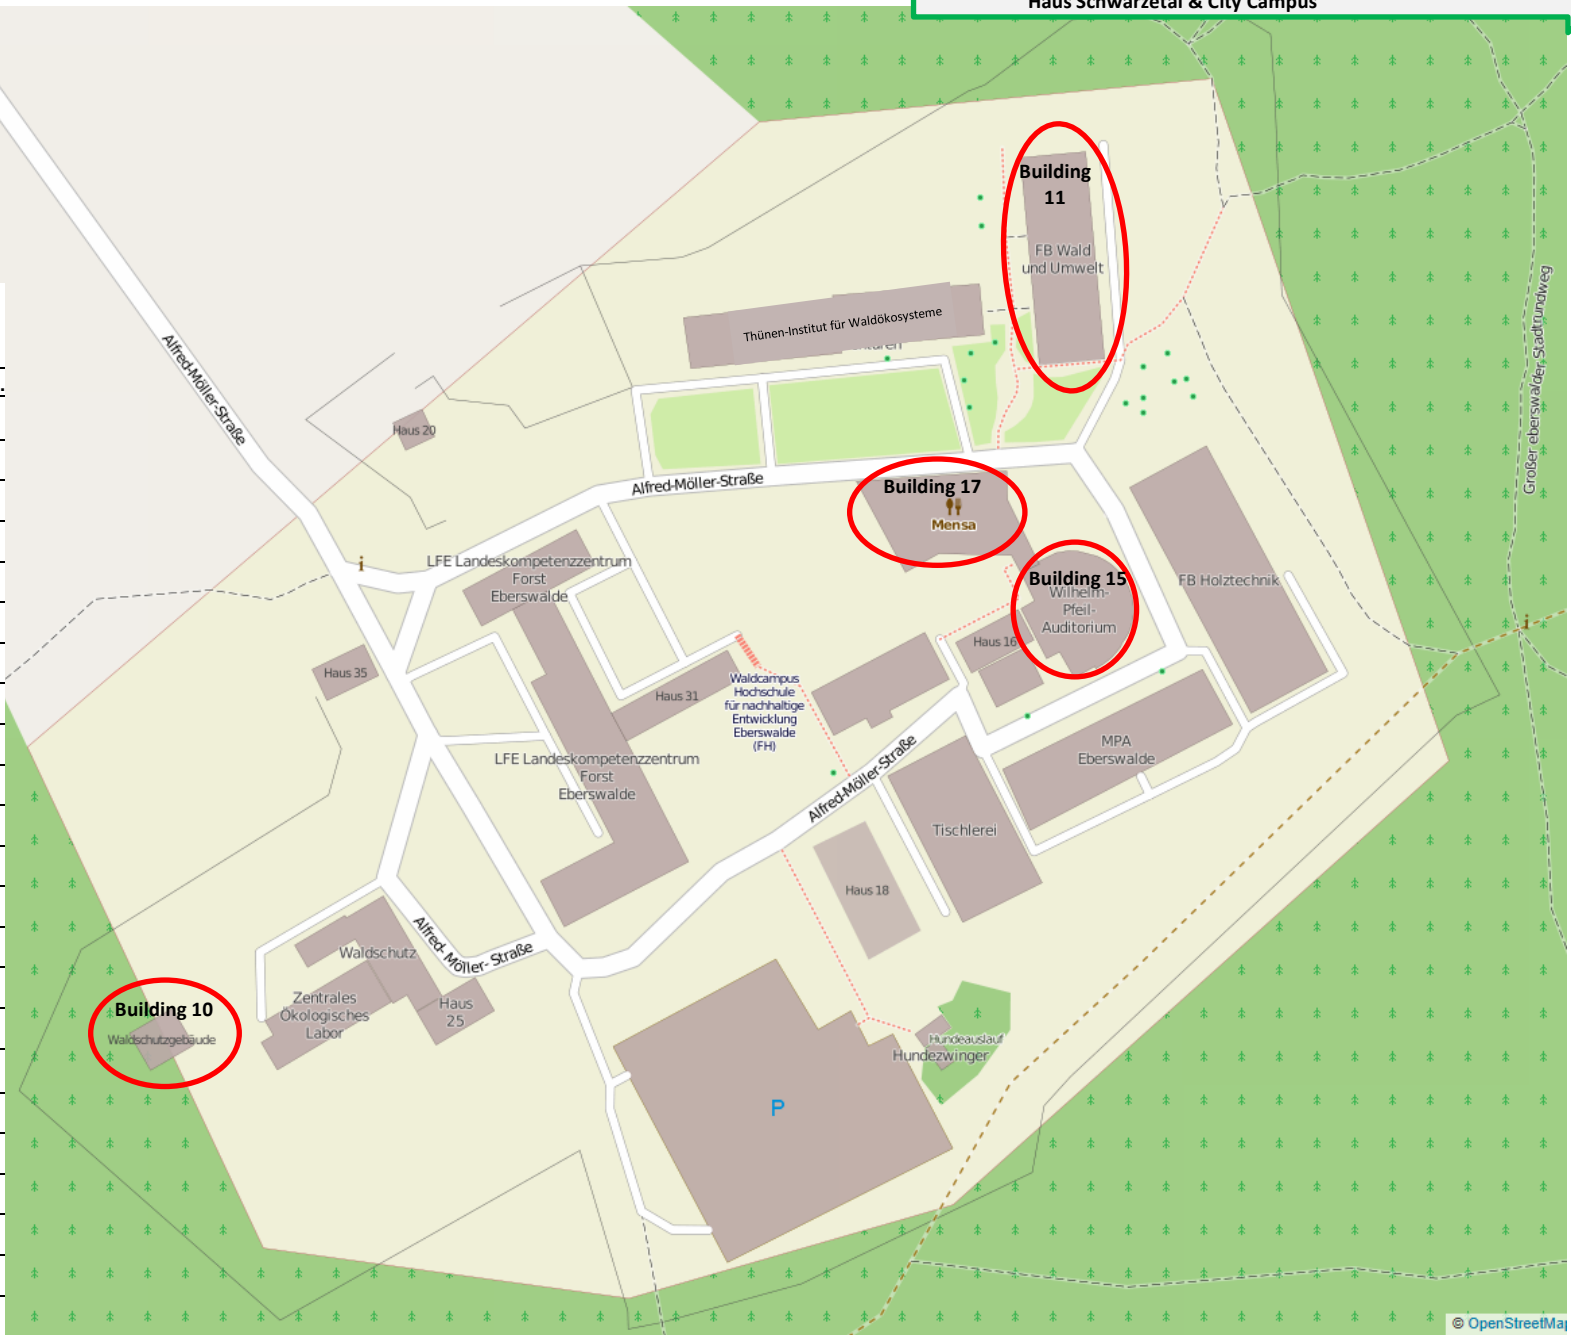 Haus Schwärzetal & City Campus
Building
11
FB Wald
und Umwelt
Thünen-Institut für Waldökosysteme
Alfred-Möller-Straße
Großer eberswalder Stadtrundweg
Haus 20
Alfred-Möller-Straße
Building 17
Mensa
i
LFE Landeskompetenzzentrum
Forst
Eberswalde
Building 15
Wilhelm-
Pfeil-
Auditorium
FB Holztechnik
i
Haus 16
Haus 35
Haus 31
Waldcampus
Hochschule
für nachhaltige
Entwicklung
Eberswalde
(FH)
LFE Landeskompetenzzentrum
Forst
Eberswalde
MPA
Eberswalde
Alfred-Möller-Straße
Tischlerei
Haus 18
Alfred- Möller- Straße
Waldschutz
Zentrales
Ökologisches
Labor
Haus
25
Building 10
Waldschutzgebäude
Hundeauslauf
Hundezwinger
P
© OpenStreetMap